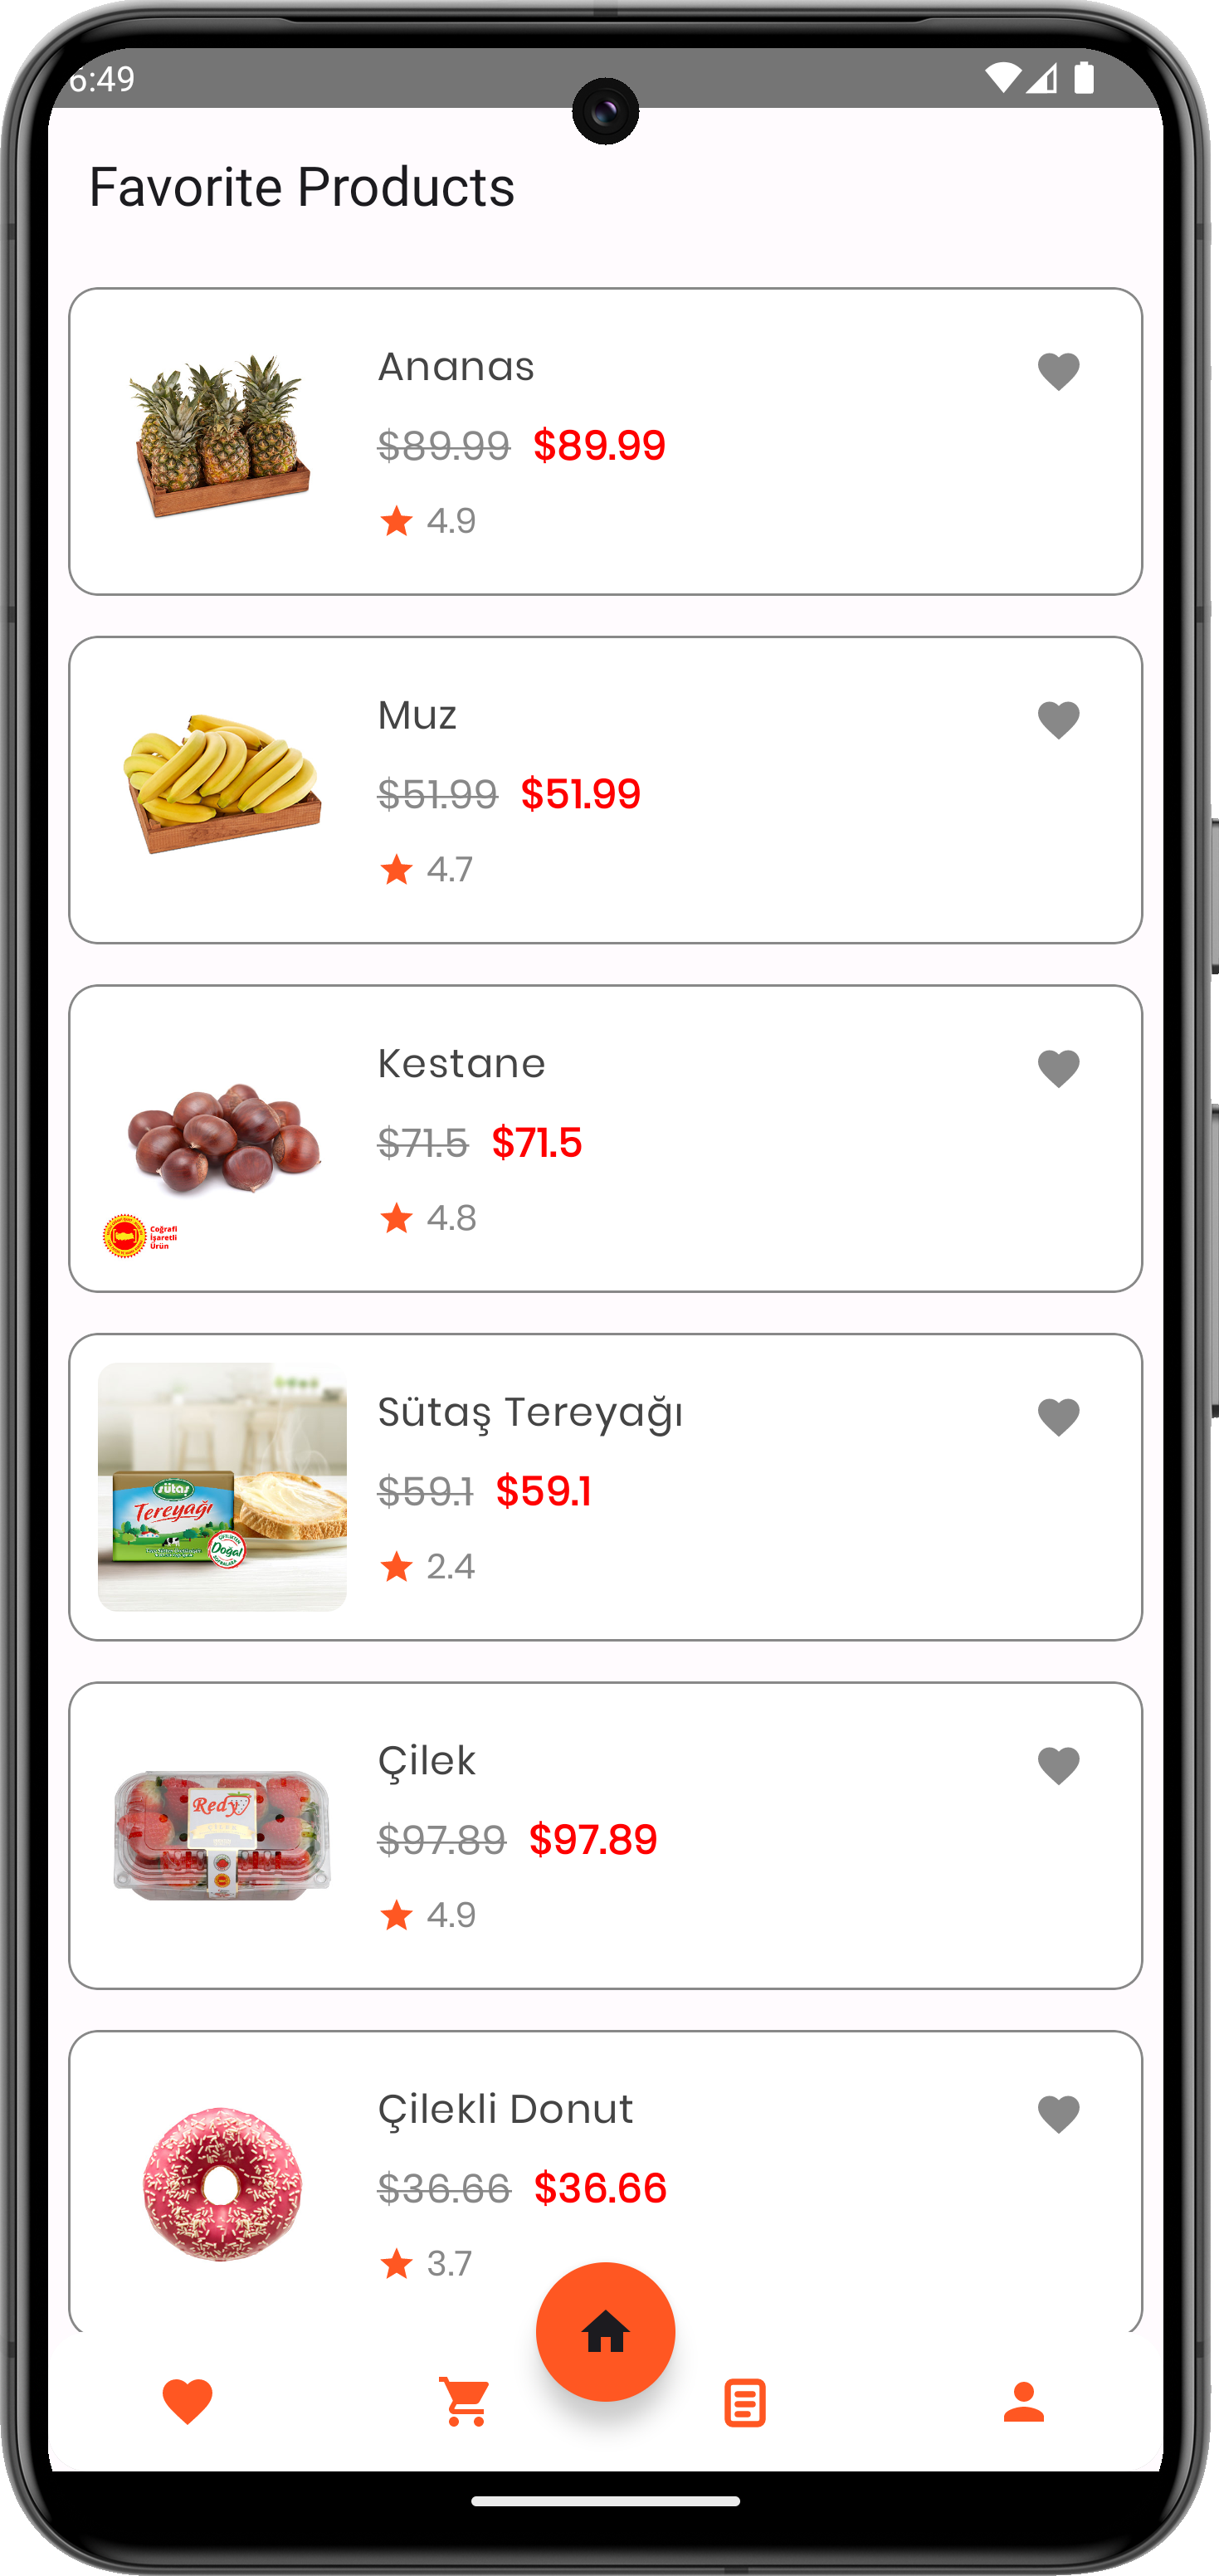 6:49
Favorite Products
Ananas
$89.99 $89.99
4.9
Muz
$51.99 $51.99
4.7
Kestane
$71.5 $71.5
4.8
Coğrafi
İşaretli
Ürün
Sütaş Tereyağı
$59.1 $59.1
2.4
sütaş
Tereyağı
Doğal
Çilek
$97.89 $97.89
4.9
Redy
Çilekli Donut
$36.66 $36.66
3.7